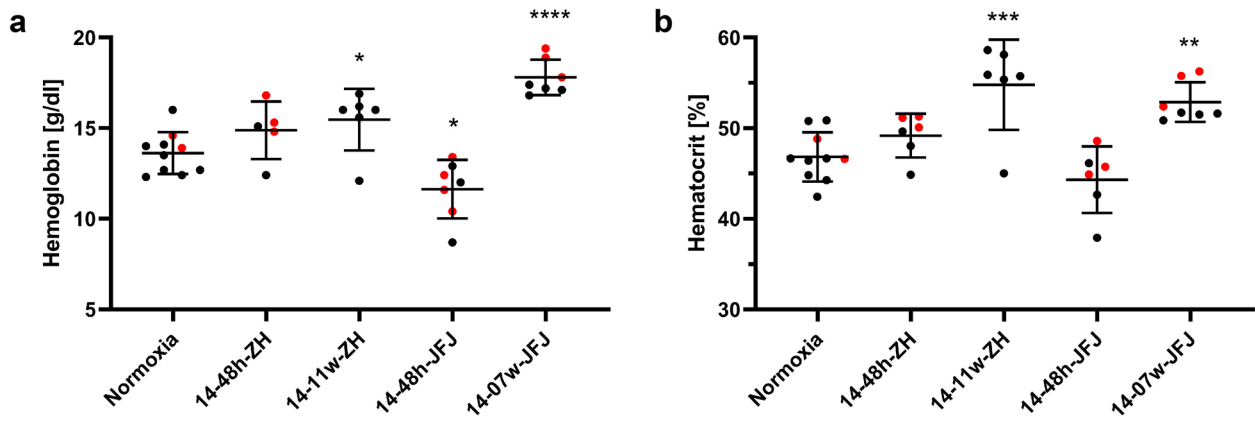 a
Hemoglobin [g/dl]
20
15
10
5
*
*
****
Normoxia
14-48h-ZH
14-11w-ZH
14-48h-JFJ
14-07w-JFJ
b
Hematocrit [%]
60
50
40
30
***
**
Normoxia
14-48h-ZH
14-11w-ZH
14-48h-JFJ
14-07w-JFJ